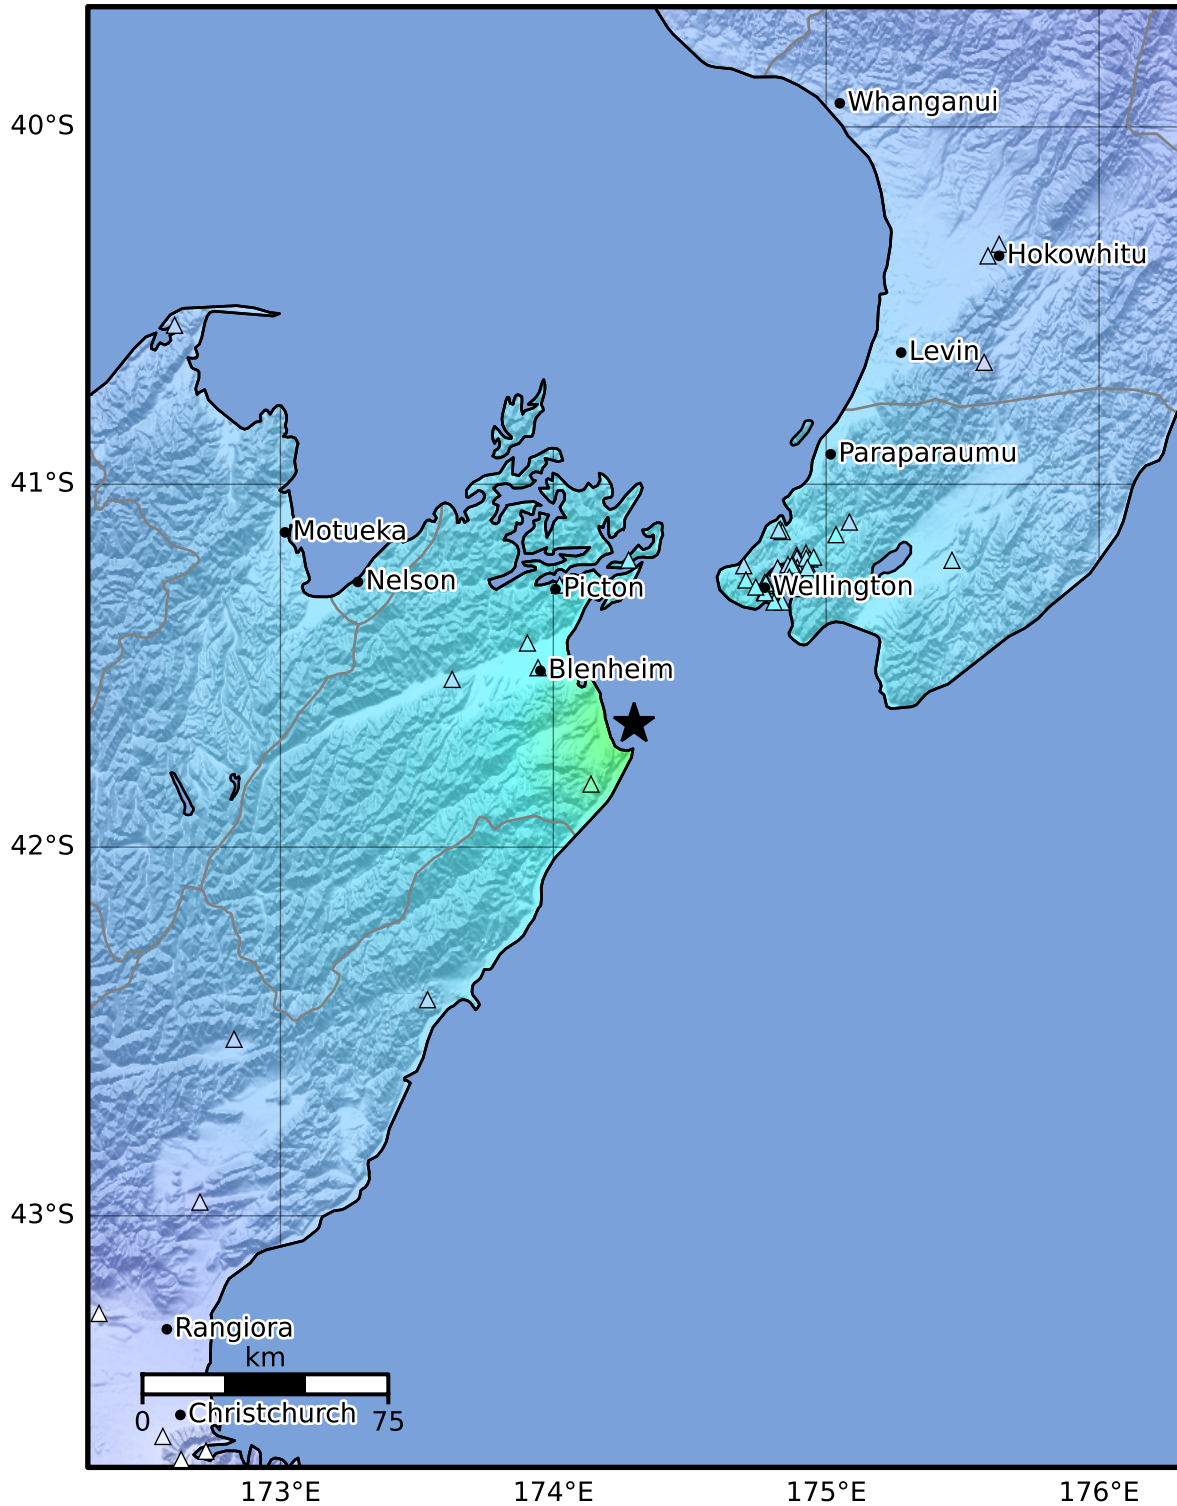 Whanganui
40°S
Hokowhitu
Levin
Paraparaumu
41°S
Motueka
Nelson
Picton
Wellington
Blenheim
42°S
43°S
Rangiora
km
Christchurch
0
75
173°E
174°E
175°E
176°E